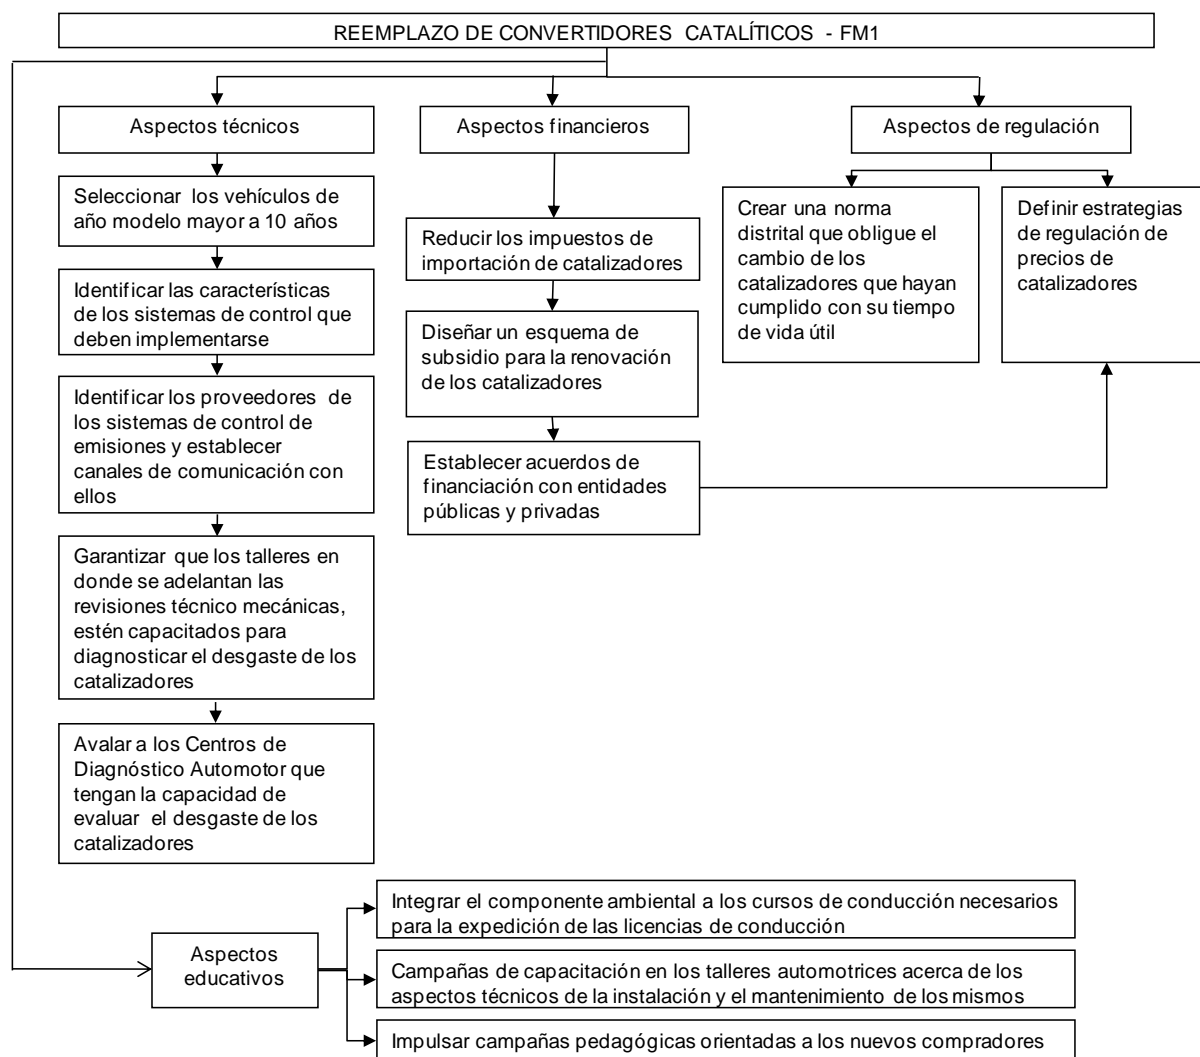 REEMPLAZO DE CONVERTIDORES CATALÍTICOS - FM1
Aspectos técnicos
Seleccionar los vehículos de
año modelo mayor a 10 años
Identificar las características
de los sistemas de control que
deben implementarse
Identificar los proveedores de
los sistemas de control de
emisiones y establecer
canales de comunicación con
ellos
Garantizar que los talleres en
donde se adelantan las
revisiones técnico mecánicas,
estén capacitados para
diagnosticar el desgaste de los
catalizadores
Avalar a los Centros de
Diagnóstico Automotor que
tengan la capacidad de
evaluar el desgaste de los
catalizadores
Aspectos financieros
Reducir los impuestos de
importación de catalizadores
Diseñar un esquema de
subsidio para la renovación
de los catalizadores
Establecer acuerdos de
financiación con entidades
públicas y privadas
Aspectos de regulación
Crear una norma
distrital que obligue el
cambio de los
catalizadores que hayan
cumplido con su tiempo
de vida útil
Definir estrategias
de regulación de
precios de
catalizadores
Aspectos
educativos
Integrar el componente ambiental a los cursos de conducción necesarios
para la expedición de las licencias de conducción
Campañas de capacitación en los talleres automotrices acerca de los
aspectos técnicos de la instalación y el mantenimiento de los mismos
Impulsar campañas pedagógicas orientadas a los nuevos compradores